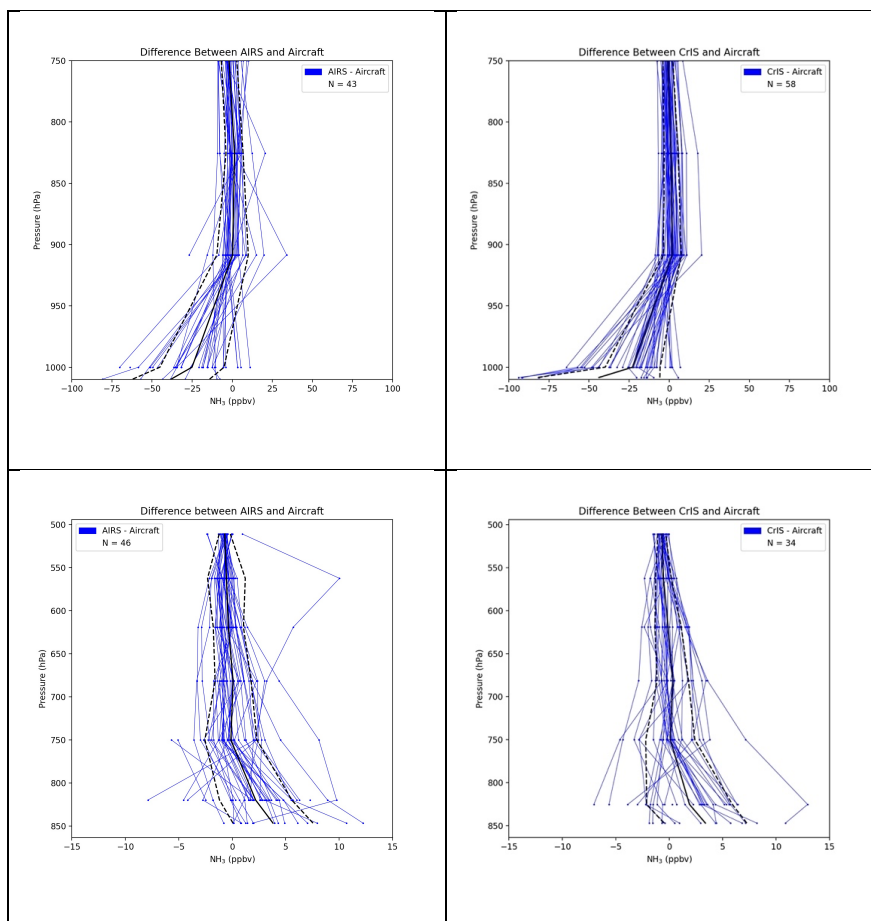 Difference Between AIRS and Aircraft
AIRS - Aircraft
N = 43
750
800
850
900
950
1000
Pressure (hPa)
−100 −75 −50 −25 0 25 50 75 100
NH₃ (ppbv)
Difference Between CrIS and Aircraft
CrIS - Aircraft
N = 58
750
800
850
900
950
1000
Pressure (hPa)
−100 −75 −50 −25 0 25 50 75 100
NH₃ (ppbv)
Difference between AIRS and Aircraft
AIRS - Aircraft
N = 46
500
550
600
650
700
750
800
850
Pressure (hPa)
−15 −10 −5 0 5 10 15
NH₃ (ppbv)
Difference Between CrIS and Aircraft
CrIS - Aircraft
N = 34
500
550
600
650
700
750
800
850
Pressure (hPa)
−15 −10 −5 0 5 10 15
NH₃ (ppbv)